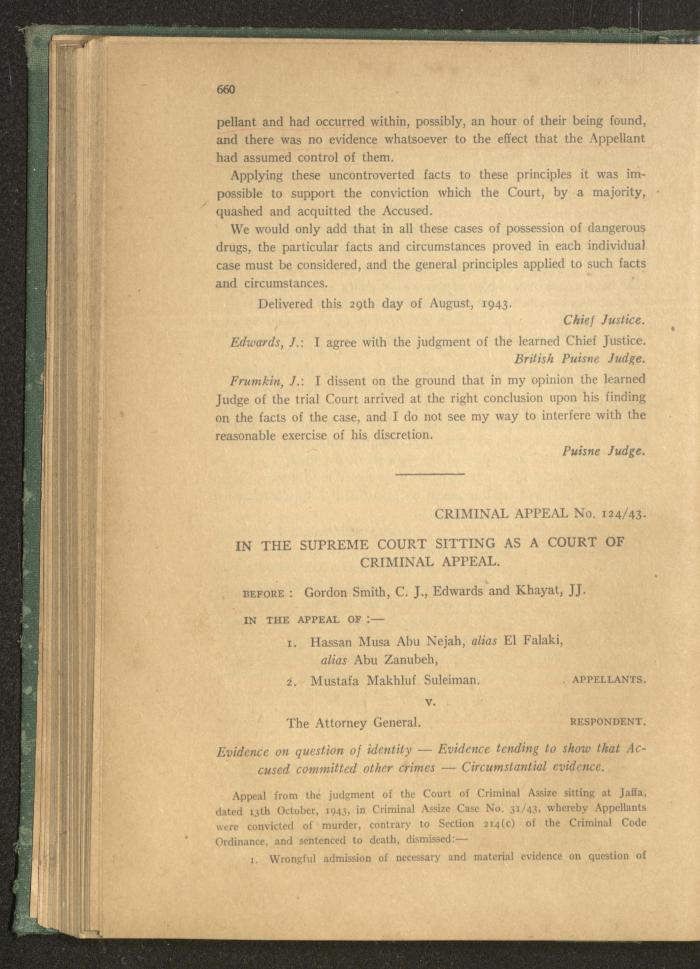 660
pellant and had occurred within, possibly, an hour of their being found,
and there was no evidence whatsoever to the effect that the Appellant
had assumed control of them.
Applying these uncontroverted facts to these principles it was im-
possible to support the conviction which the Court, by a majority,
quashed and acquitted the Accused.
We would only add that in all these cases of possession of dangerous
drugs, the particular facts and circumstances proved in each individual
case must be considered, and the general principles applied to such facts
and circumstances.
Delivered this 29th day of August, 1943.
Chief Justice.
Edwards, J.: I agree with the judgment of the learned Chief Justice.
British Puisne Judge.
Frumkin, J.: I dissent on the ground that in my opinion the learned
Judge of the trial Court arrived at the right conclusion upon his finding
on the facts of the case, and I do not see my way to interfere with the
reasonable exercise of his discretion.
Puisne Judge.
CRIMINAL APPEAL No. 124/43.
IN THE SUPREME COURT SITTING AS A COURT OF
CRIMINAL APPEAL.
BEFORE : Gordon Smith, C. J., Edwards and Khayat, JJ.
IN THE APPEAL OF :—
1. Hassan Musa Abu Nejah, alias El Falaki,
alias Abu Zanubeh,
2. Mustafa Makhluf Suleiman. APPELLANTS.
V.
The Attorney General. RESPONDENT.
Evidence on question of identity — Evidence tending to show that Ac-
cused committed other crimes — Circumstantial evidence.
Appeal from the judgment of the Court of Criminal Assize sitting at Jaffa,
dated 13th October, 1943, in Criminal Assize Case No. 31/43, whereby Appellants
were convicted of murder, contrary to Section 214(c) of the Criminal Code
Ordinance, and sentenced to death, dismissed:—
1. Wrongful admission of necessary and material evidence on question of